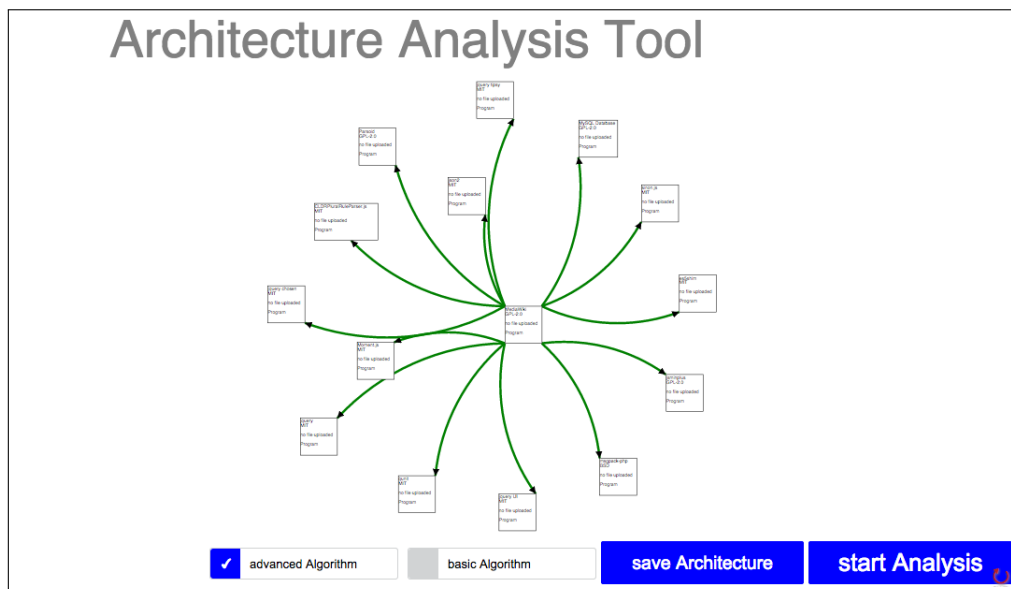 Architecture Analysis Tool
MIT
no file uploaded
Program
MySQL Database
GPL-2.0
no file uploaded
Program
Parsoid
GPL-2.0
no file uploaded
Program
MIT
no file uploaded
Program
MIT
no file uploaded
Program
CLDRPluralRuleParser.js
MIT
no file uploaded
Program
MIT
no file uploaded
Program
jquery chosen
MIT
no file uploaded
Program
MediaWiki
GPL-2.0
no file uploaded
Program
Moment.js
MIT
no file uploaded
Program
GPL-2.0
no file uploaded
Program
jquery
MIT
no file uploaded
Program
no file uploaded
Program
MIT
no file uploaded
Program
jquery UI
MIT
no file uploaded
Program
advanced Algorithm
basic Algorithm
save Architecture
start Analysis